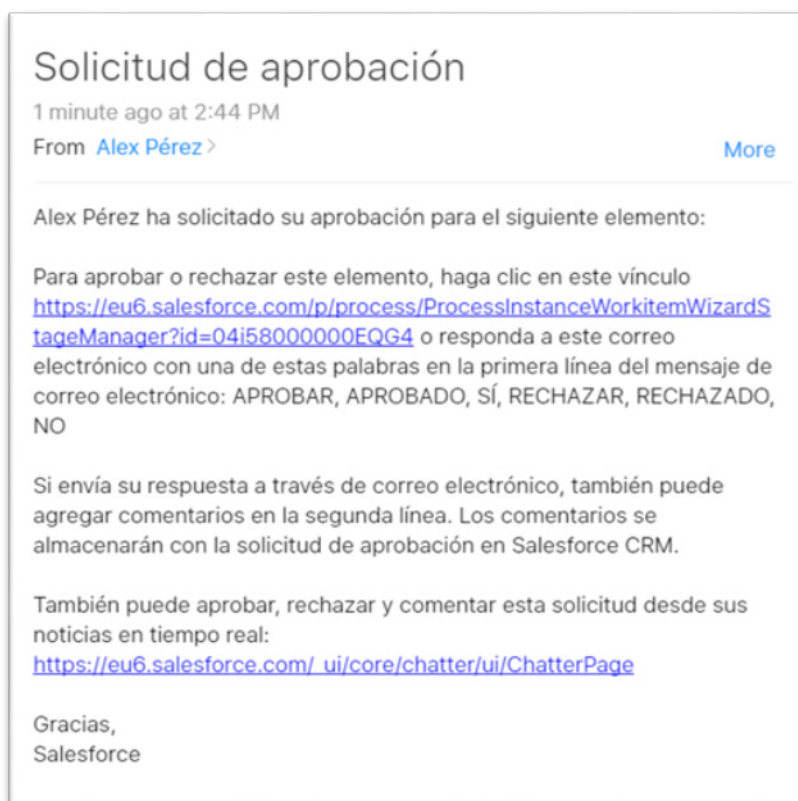 Solicitud de aprobación
1 minute ago at 2:44 PM
From Alex Pérez >
More
Alex Pérez ha solicitado su aprobación para el siguiente elemento:
Para aprobar o rechazar este elemento, haga clic en este vínculo
https://eu6.salesforce.com/p/process/ProcessInstanceWorkitemWizardS
tageManager?id=04i58000000EQG4 o responda a este correo
electrónico con una de estas palabras en la primera línea del mensaje de
correo electrónico: APROBAR, APROBADO, SÍ, RECHAZAR, RECHAZADO,
NO
Si envía su respuesta a través de correo electrónico, también puede
agregar comentarios en la segunda línea. Los comentarios se
almacenarán con la solicitud de aprobación en Salesforce CRM.
También puede aprobar, rechazar y comentar esta solicitud desde sus
noticias en tiempo real:
https://eu6.salesforce.com/_ui/core/chatter/ui/ChatterPage
Gracias,
Salesforce